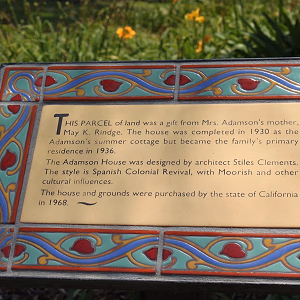 THIS PARCEL of land was a gift from Mrs. Adamson's mother,
May K. Rindge. The house was completed in 1930 as the
Adamson's summer cottage but became the family's primary
residence in 1936.
The Adamson House was designed by architect Stiles Clements.
The style is Spanish Colonial Revival, with Moorish and other
cultural influences.
The house and grounds were purchased by the state of California
in 1968.